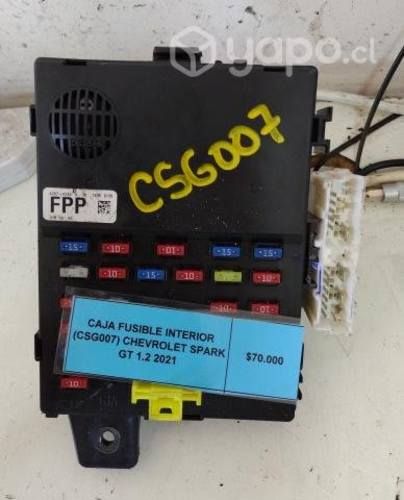 yapo.cl
CSG007
FPP
15 10 10 15 15
15 10 10
10
CAJA FUSIBLE INTERIOR
(CSG007) CHEVROLET SPARK
GT 1.2 2021
$70.000
10